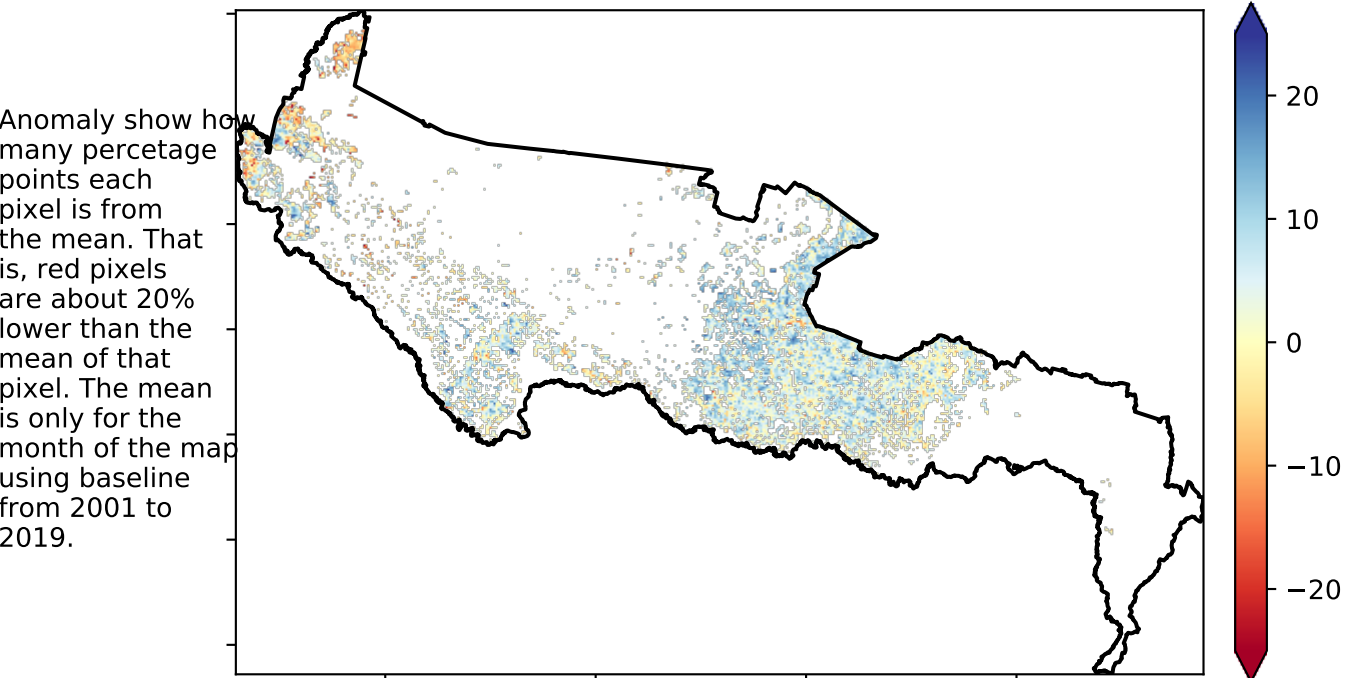 Anomaly show how
many percetage
points each
pixel is from
the mean. That
is, red pixels
are about 20%
lower than the
mean of that
pixel. The mean
is only for the
month of the map
using baseline
from 2001 to
2019.
20
10
0
−10
−20